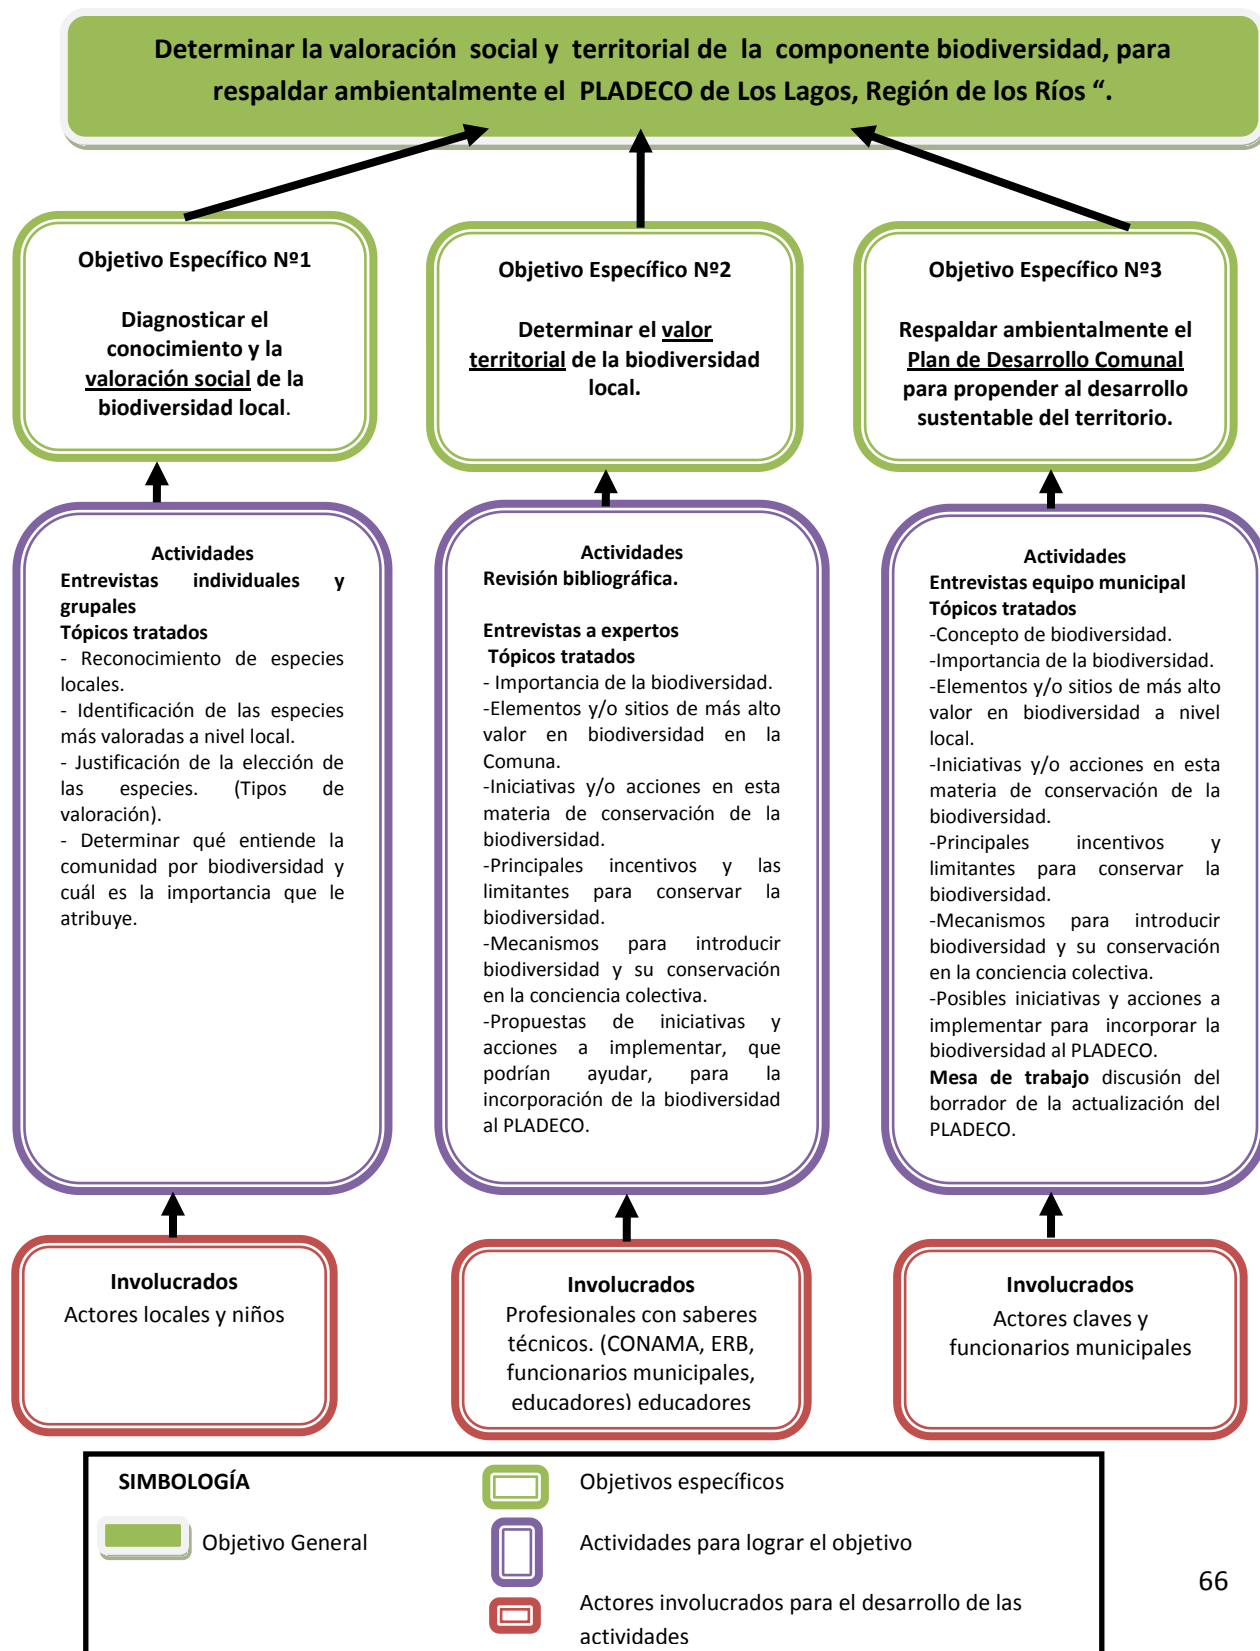 Determinar la valoración social y territorial de la componente biodiversidad, para
respaldar ambientalmente el PLADECO de Los Lagos, Región de los Ríos “.
Objetivo Específico Nº1
Diagnosticar el
conocimiento y la
valoración social de la
biodiversidad local.
Objetivo Específico Nº2
Determinar el valor
territorial de la biodiversidad
local.
Objetivo Específico Nº3
Respaldar ambientalmente el
Plan de Desarrollo Comunal
para propender al desarrollo
sustentable del territorio.
Actividades
Entrevistas individuales y
grupales
Tópicos tratados
- Reconocimiento de especies
locales.
- Identificación de las especies
más valoradas a nivel local.
- Justificación de la elección de
las especies. (Tipos de
valoración).
- Determinar qué entiende la
comunidad por biodiversidad y
cuál es la importancia que le
atribuye.
Actividades
Revisión bibliográfica.
Entrevistas a expertos
Tópicos tratados
- Importancia de la biodiversidad.
-Elementos y/o sitios de más alto
valor en biodiversidad en la
Comuna.
-Iniciativas y/o acciones en esta
materia de conservación de la
biodiversidad.
-Principales incentivos y las
limitantes para conservar la
biodiversidad.
-Mecanismos para introducir
biodiversidad y su conservación
en la conciencia colectiva.
-Propuestas de iniciativas y
acciones a implementar, que
podrían ayudar, para la
incorporación de la biodiversidad
al PLADECO.
Actividades
Entrevistas equipo municipal
Tópicos tratados
-Concepto de biodiversidad.
-Importancia de la biodiversidad.
-Elementos y/o sitios de más alto
valor en biodiversidad a nivel
local.
-Iniciativas y/o acciones en esta
materia de conservación de la
biodiversidad.
-Principales incentivos y
limitantes para conservar la
biodiversidad.
-Mecanismos para introducir
biodiversidad y su conservación
en la conciencia colectiva.
-Posibles iniciativas y acciones a
implementar para incorporar la
biodiversidad al PLADECO.
Mesa de trabajo discusión del
borrador de la actualización del
PLADECO.
Involucrados
Actores locales y niños
Involucrados
Profesionales con saberes
técnicos. (CONAMA, ERB,
funcionarios municipales,
educadores) educadores
Involucrados
Actores claves y
funcionarios municipales
SIMBOLOGÍA
Objetivo General
Objetivos específicos
Actividades para lograr el objetivo
Actores involucrados para el desarrollo de las
actividades
66